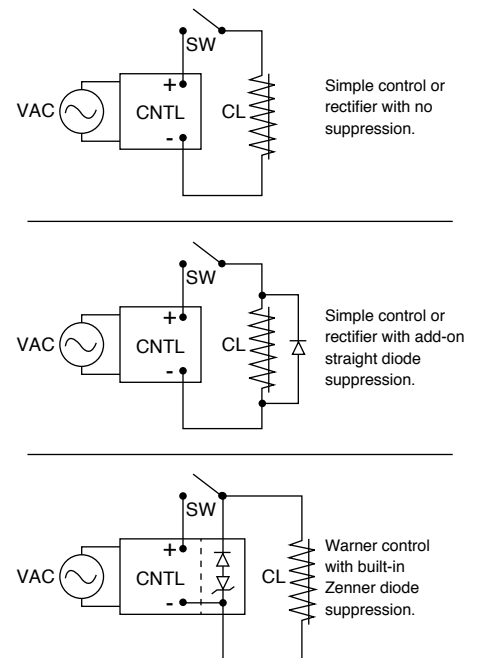 SW
+
VAC
CNTL
CL
-
Simple control or
rectifier with no
suppression.
SW
+
VAC
CNTL
CL
-
Simple control or
rectifier with add-on
straight diode
suppression.
SW
+
VAC
CNTL
CL
-
Warner control
with built-in
Zenner diode
suppression.